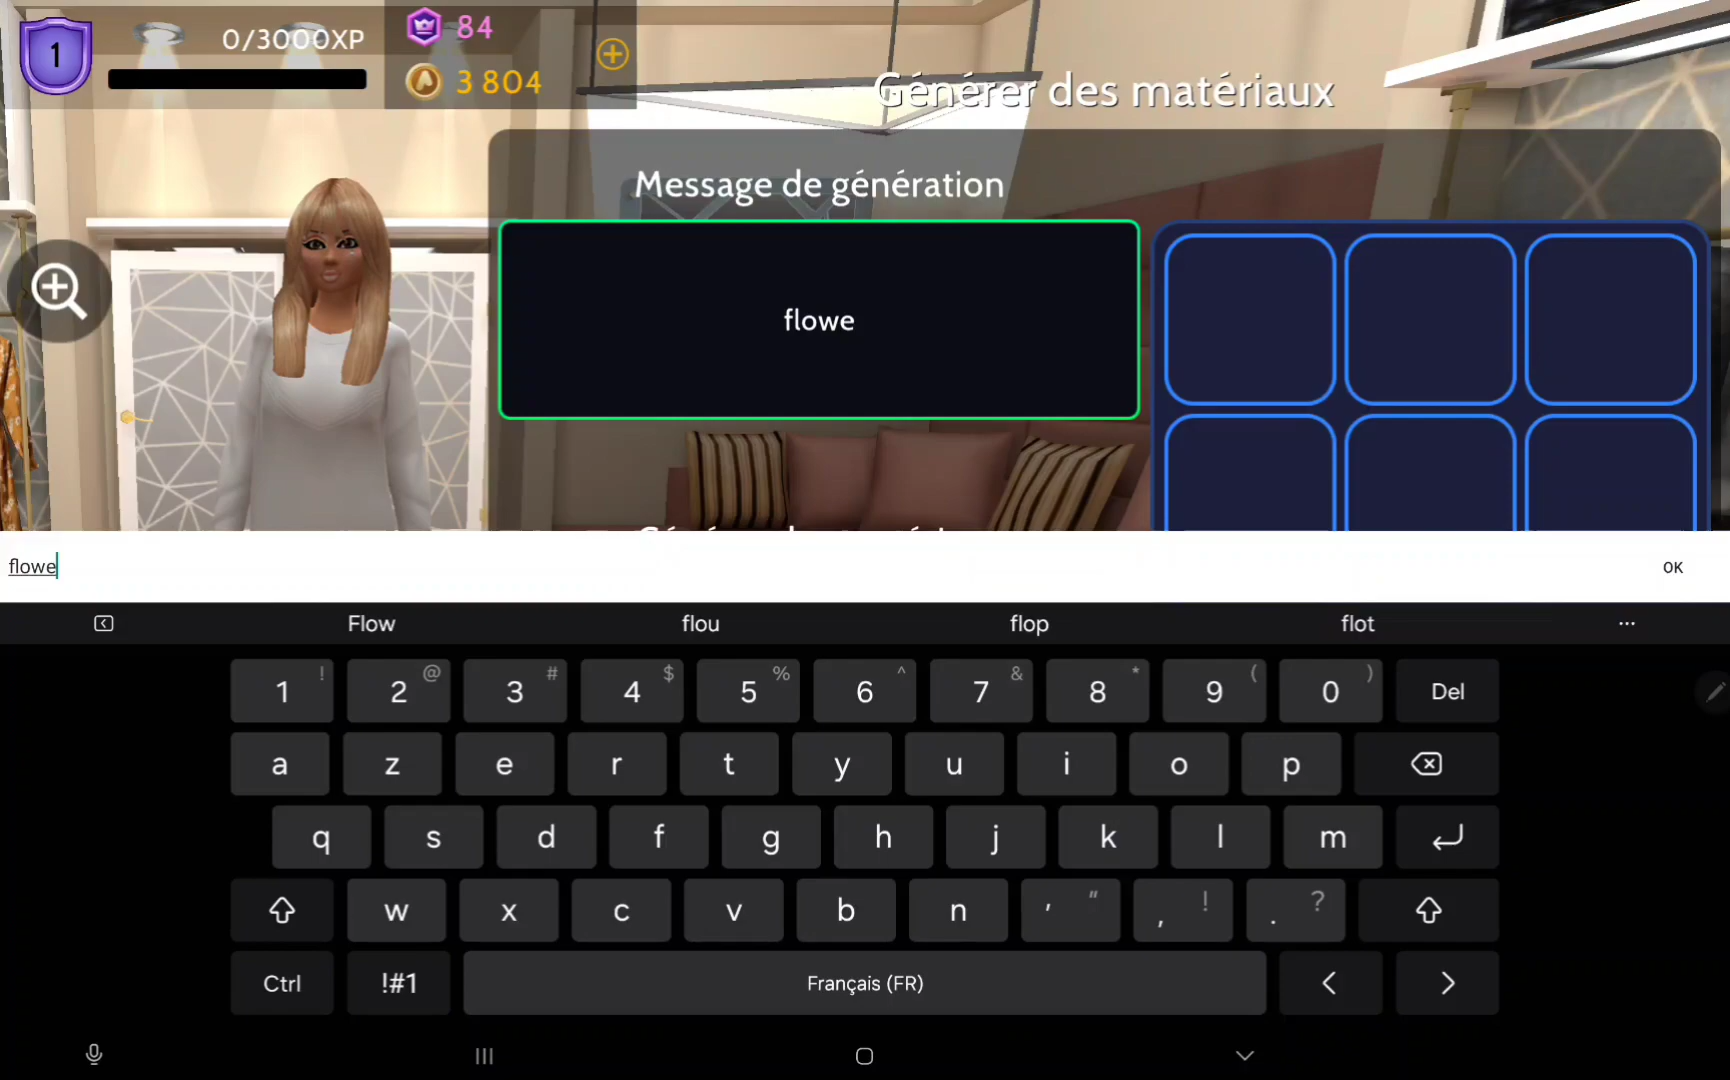 1
0/3000XP
84
3 804
Générer des matériaux
Message de génération
flowe
flowe
OK
Flow flou flop flot ...
1 ! 2 @ 3 # 4 $ 5 % 6 ^ 7 & 8 * 9 ( 0 ) Del
a z e r t y u i o p
q s d f g h j k l m
w x c v b n ' " , ! . ?
Ctrl !#1 Français (FR) < >